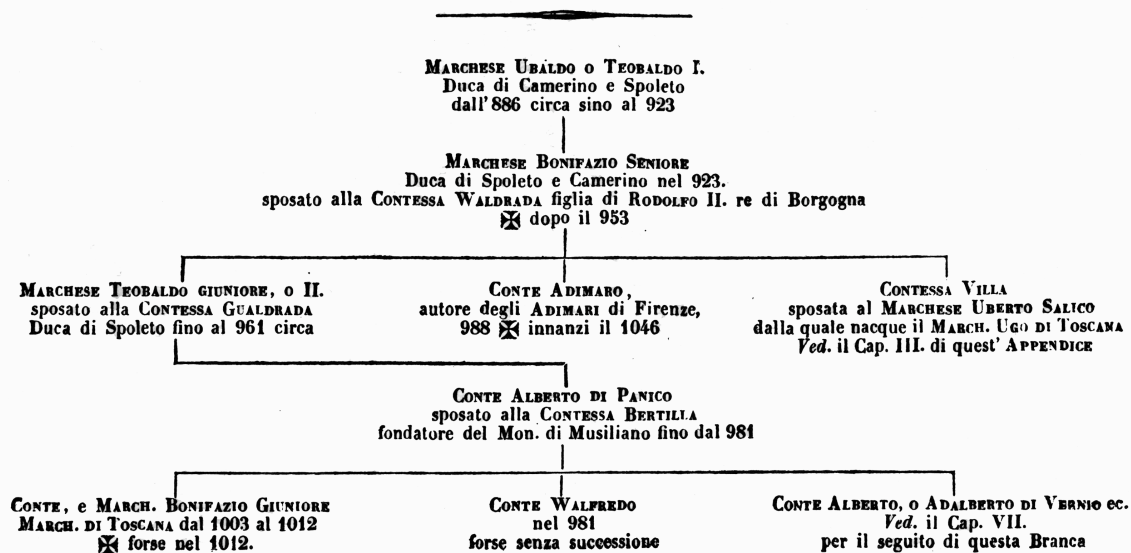 MARCHESE UBALDO O TEOBALDO I.
Duca di Camerino e Spoleto
dall' 886 circa sino al 923
MARCHESE BONIFAZIO SENIORE
Duca di Spoleto e Camerino nel 923.
sposato alla CONTESSA WALDRADA figlia di RODOLFO II. re di Borgogna
✠ dopo il 953
MARCHESE TEOBALDO GIUNIORE, O II.
sposato alla CONTESSA GUALDRADA
Duca di Spoleto fino al 961 circa
CONTE ADIMARO,
autore degli ADIMARI di Firenze,
988 ✠ innanzi il 1046
CONTESSA VILLA
sposata al MARCHESE UBERTO SALICO
dalla quale nacque il MARCH. UGO DI TOSCANA
Ved. il Cap. III. di quest' APPENDICE
CONTE ALBERTO DI PANICO
sposato alla CONTESSA BERTILLA
fondatore del Mon. di Musiliano fino dal 981
CONTE, e MARCH. BONIFAZIO GIUNIORE
MARCH. DI TOSCANA dal 1003 al 1012
✠ forse nel 1012.
CONTE WALFREDO
nel 981
forse senza successione
CONTE ALBERTO, O ADALBERTO DI VERNIO ec.
Ved. il Cap. VII.
per il seguito di questa Branca